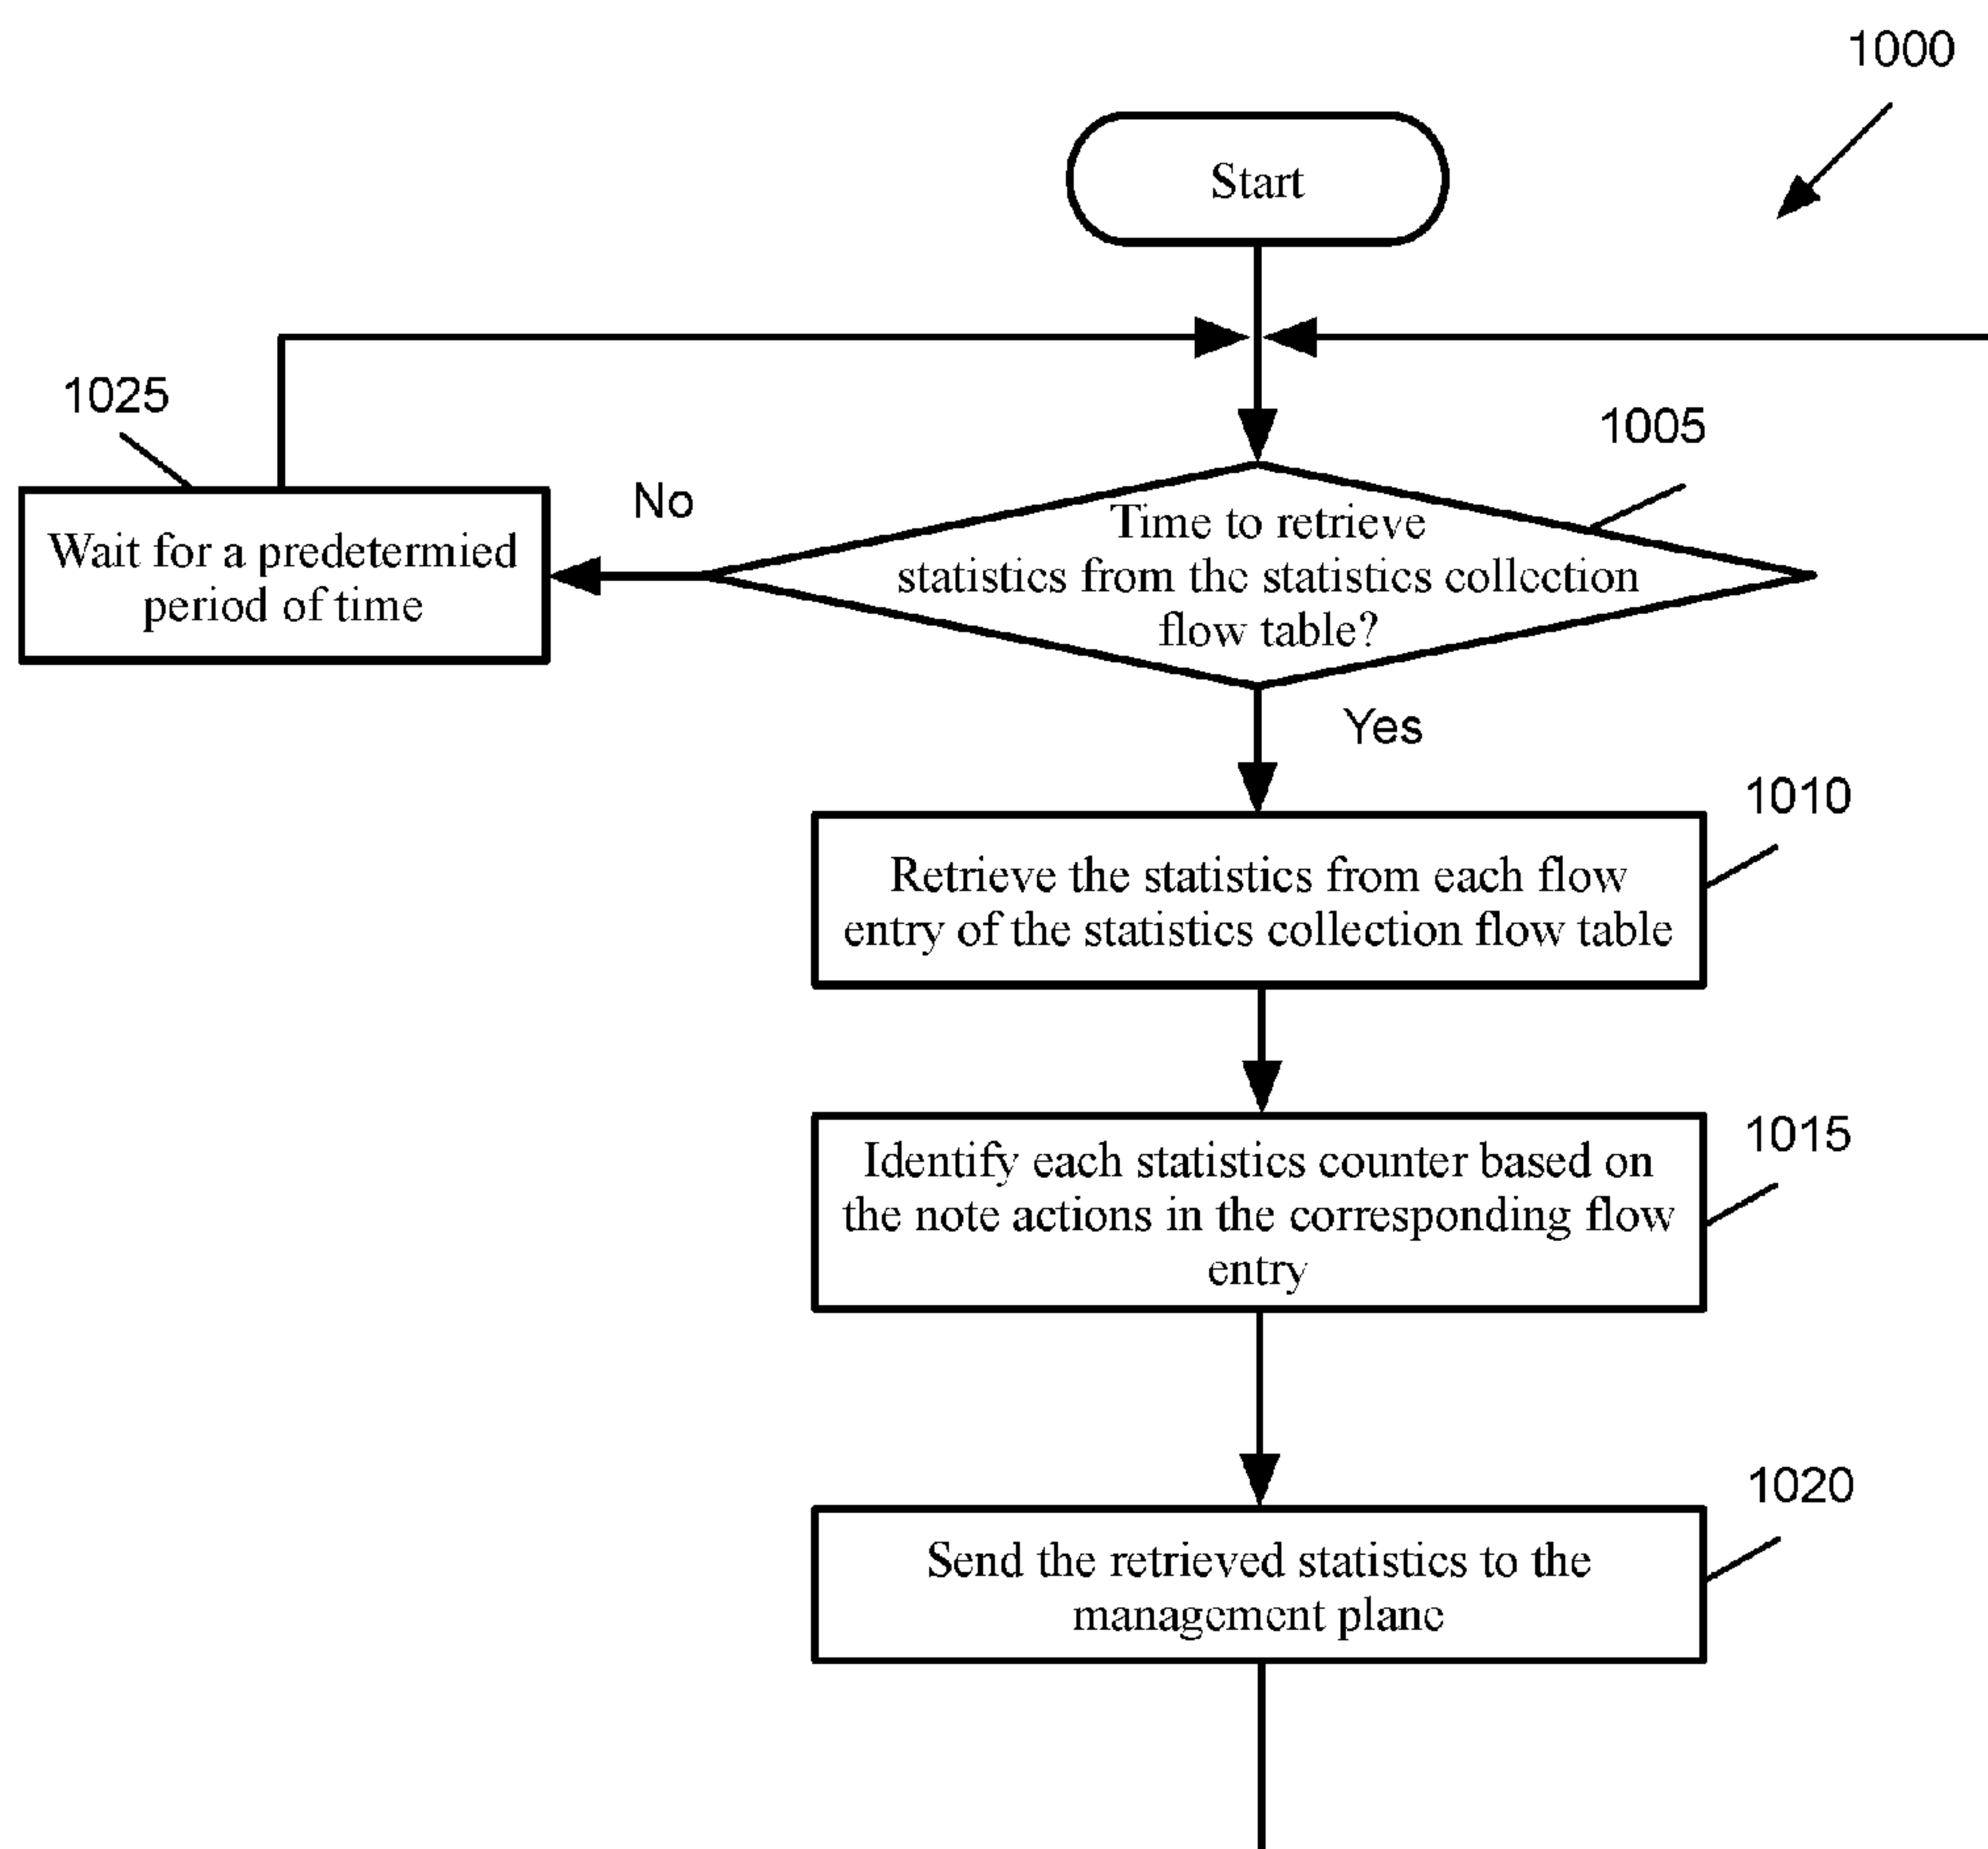 1000
Start
1025
1005
No
Time to retrieve
statistics from the statistics collection
flow table?
Wait for a predetermied
period of time
Yes
1010
Retrieve the statistics from each flow
entry of the statistics collection flow table
1015
Identify each statistics counter based on
the note actions in the corresponding flow
entry
1020
Send the retrieved statistics to the
management plane